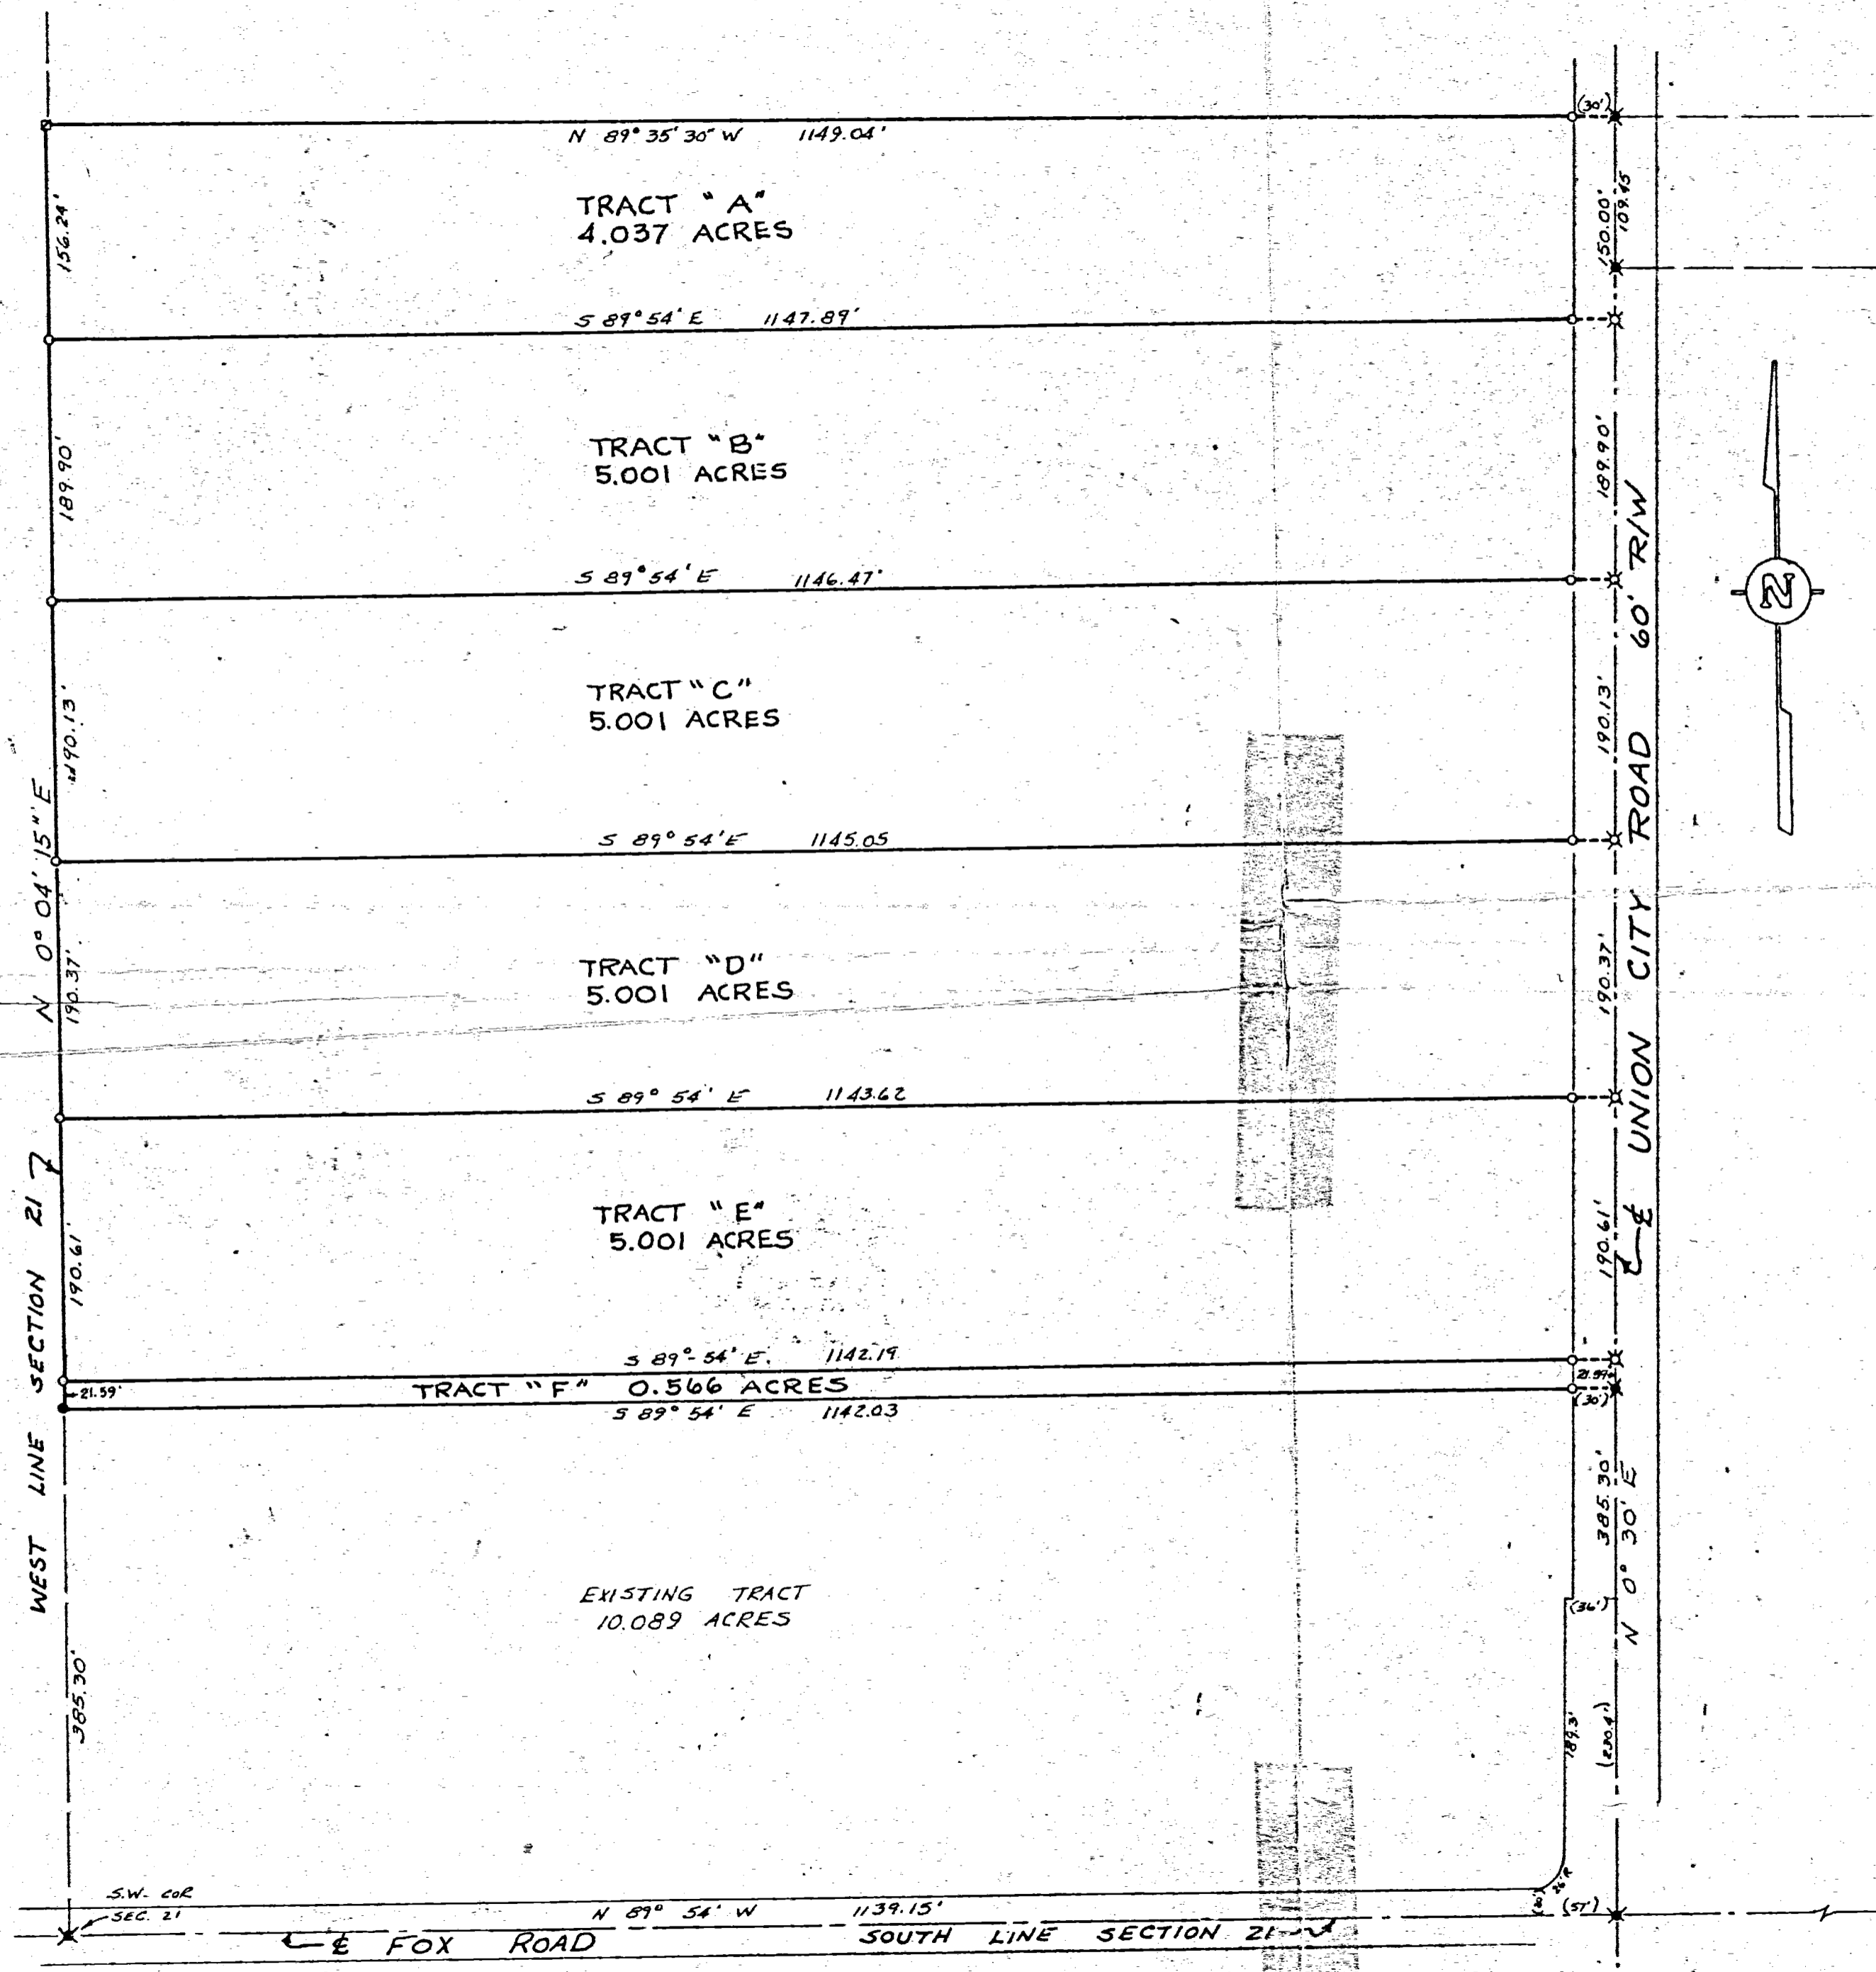 (30')
N 89° 35' 30" W 1149.04'
TRACT "A"
4.037 ACRES
156.24'
150.00'
109.45
S 89° 54' E 1147.89'
TRACT "B"
5.001 ACRES
189.90'
189.90'
S 89° 54' E 1146.47'
TRACT "C"
5.001 ACRES
190.13'
190.13'
S 89° 54' E 1145.05
TRACT "D"
5.001 ACRES
190.37'
190.37'
N 0° 04' 15" E
S 89° 54' E 1143.62
TRACT "E"
5.001 ACRES
190.61'
190.61'
S 89°-54' E. 1142.19
21.59'
TRACT "F" 0.566 ACRES
21.59
(30')
S 89° 54' E 1142.03
WEST LINE SECTION 21
℄ UNION CITY ROAD 60' R/W
N
EXISTING TRACT
10.089 ACRES
385.30'
385.30'
N 0° 30' E
(36')
189.3'
(230.4')
S.W. COR
SEC. 21
N 89° 54' W 1139.15'
(57')
℄ FOX ROAD
SOUTH LINE SECTION 21